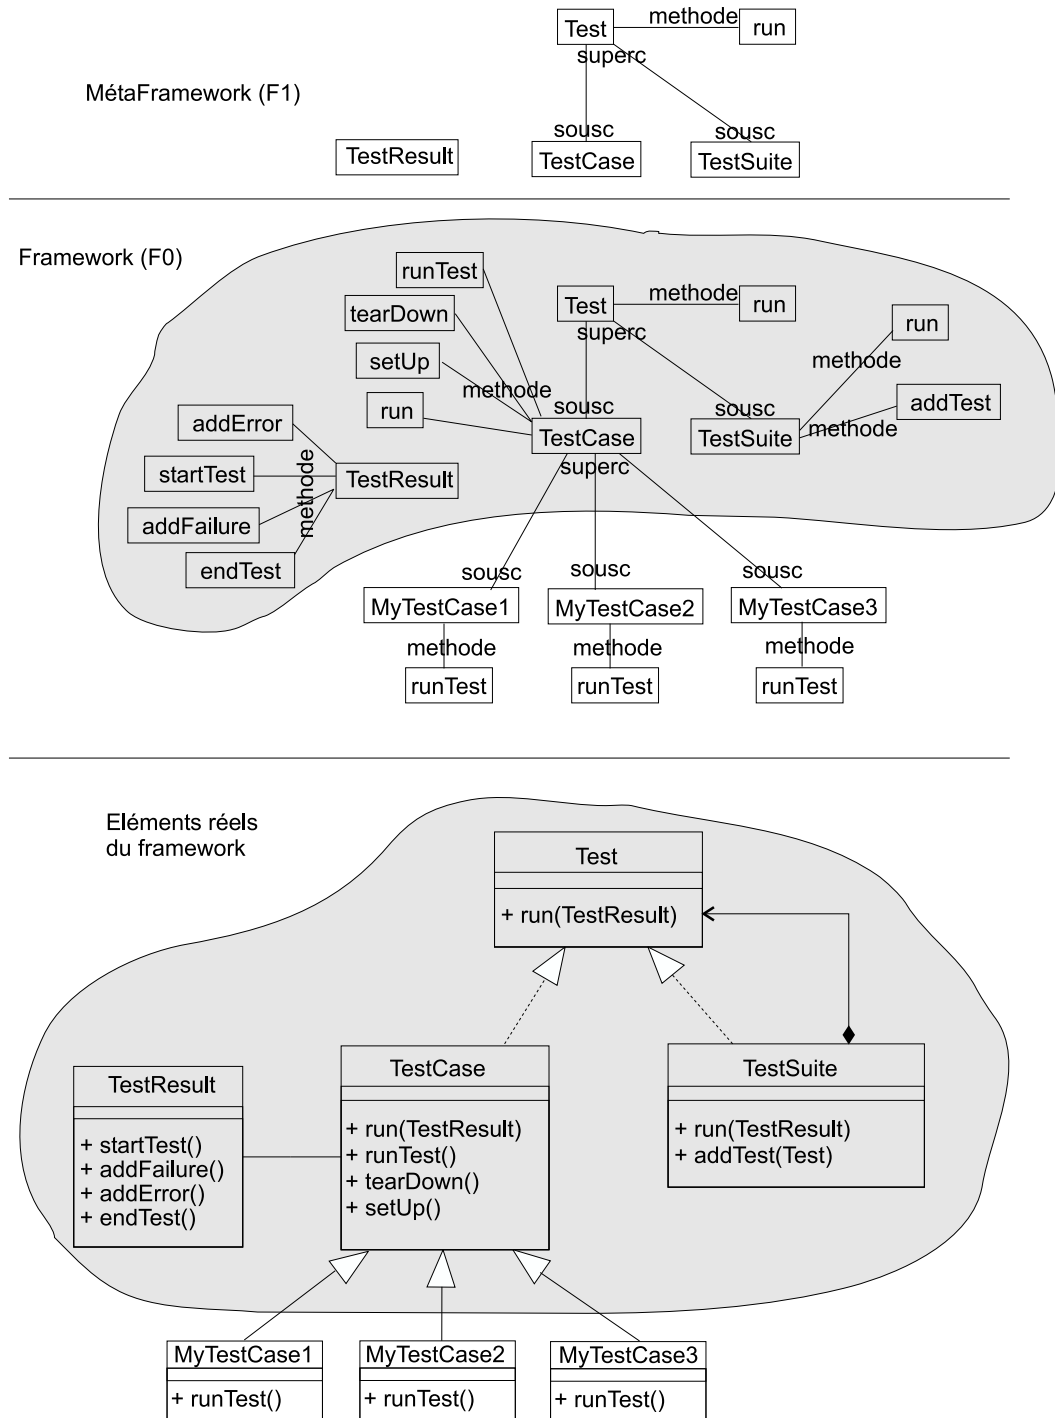 methode
Test
run
superc
MétaFramework (F1)
sousc
sousc
TestResult
TestCase
TestSuite
Framework (F0)
runTest
methode
Test
run
tearDown
superc
run
setUp
methode
methode
sousc
sousc
addTest
run
addError
TestCase
TestSuite
methode
superc
startTest
methode
TestResult
addFailure
endTest
sousc
sousc
sousc
MyTestCase1
MyTestCase2
MyTestCase3
methode
methode
methode
runTest
runTest
runTest
Eléments réels
du framework
Test
+ run(TestResult)
TestResult
+ startTest()
+ addFailure()
+ addError()
+ endTest()
TestCase
+ run(TestResult)
+ runTest()
+ tearDown()
+ setUp()
TestSuite
+ run(TestResult)
+ addTest(Test)
MyTestCase1
+ runTest()
MyTestCase2
+ runTest()
MyTestCase3
+ runTest()